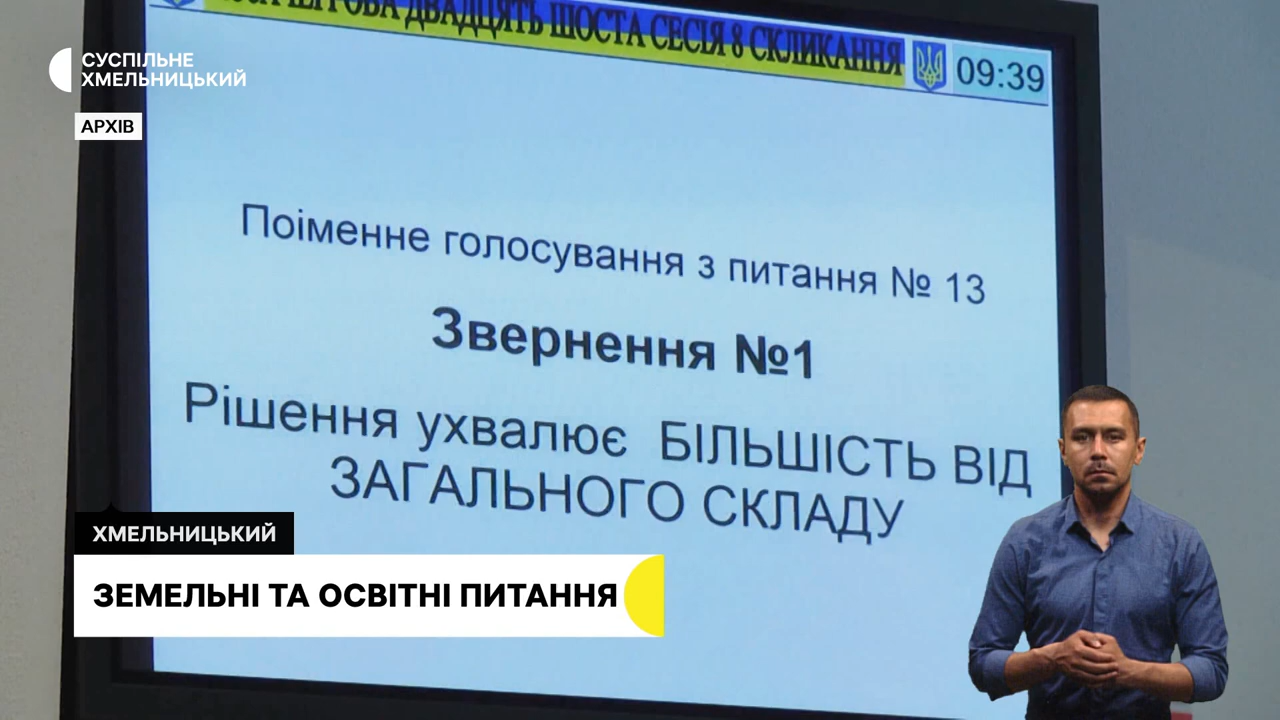 ДВАДЦЯТЬ ШОСТА СЕСІЯ 8 СКЛИКАННЯ
09:39
СУСПІЛЬНЕ
ХМЕЛЬНИЦЬКИЙ
АРХІВ
Поіменне голосування з питання № 13
Звернення №1
Рішення ухвалює БІЛЬШІСТЬ ВІД
ЗАГАЛЬНОГО СКЛАДУ
ХМЕЛЬНИЦЬКИЙ
ЗЕМЕЛЬНІ ТА ОСВІТНІ ПИТАННЯ